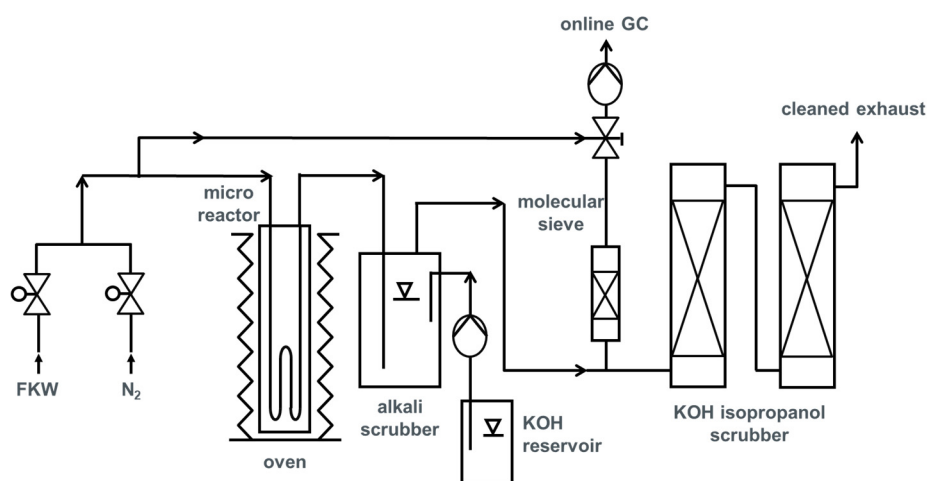 online GC
cleaned exhaust
micro
reactor
molecular
sieve
FKW
N₂
alkali
scrubber
KOH
reservoir
KOH isopropanol
scrubber
oven